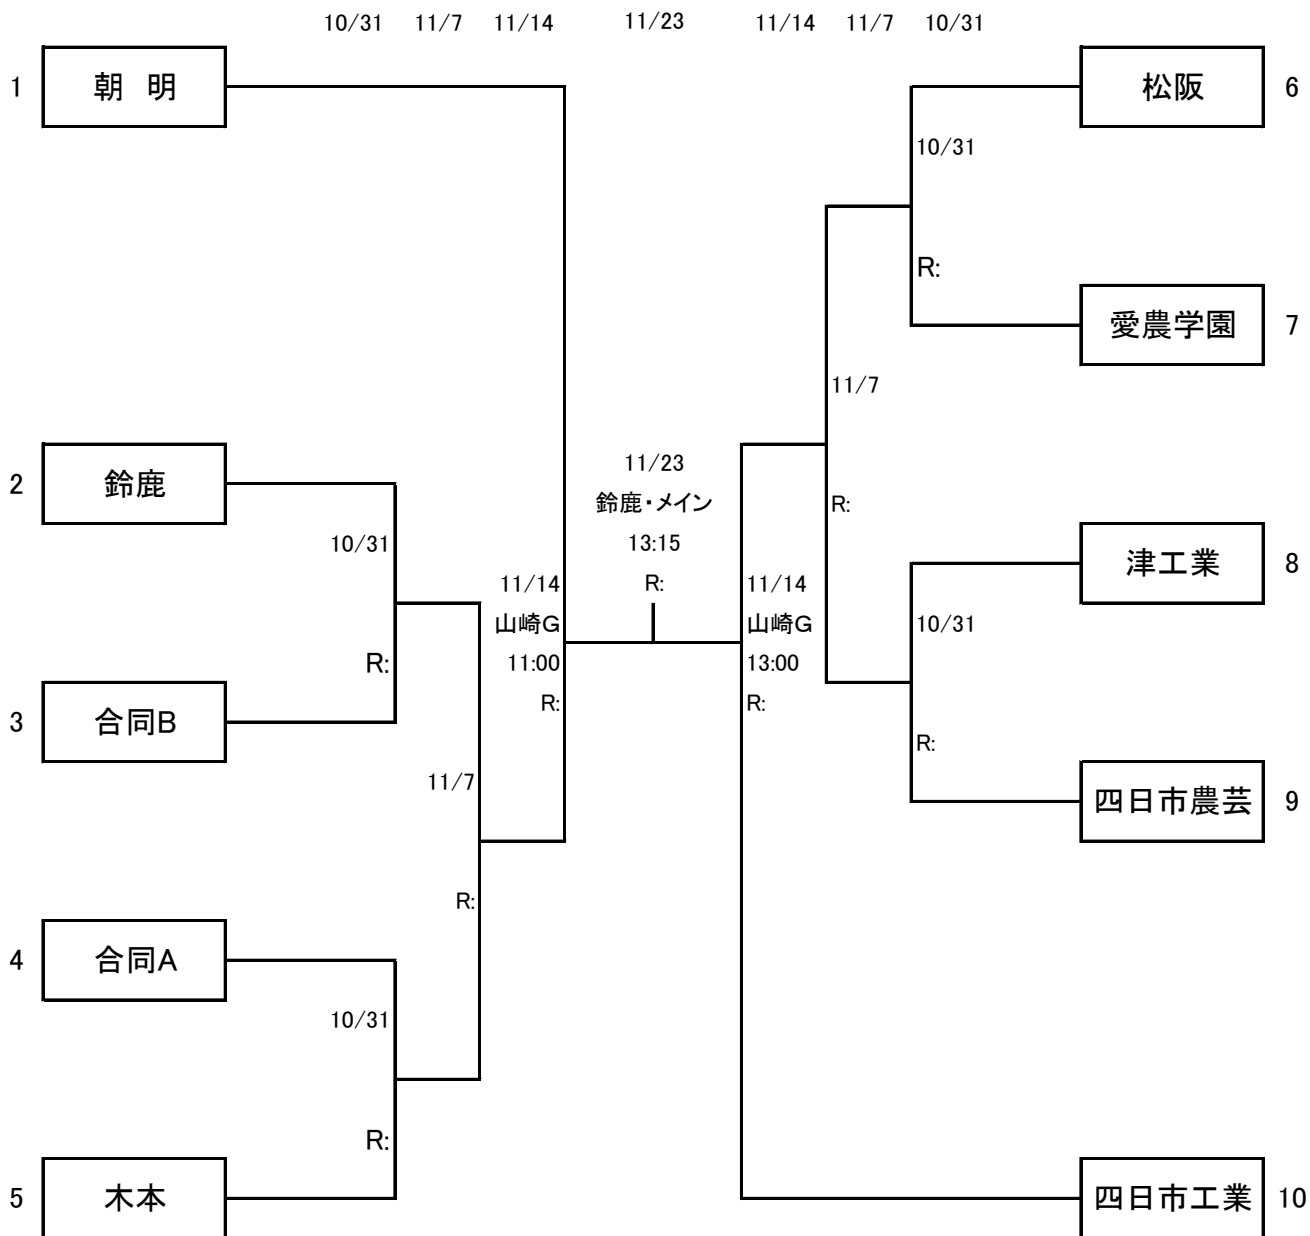 10/31 11/7 11/14 11/23 11/14 11/7 10/31
1 朝 明
松阪 6
10/31
R:
愛農学園 7
11/7
2 鈴鹿
11/23
鈴鹿・メイン
13:15
R:
R:
10/31
R:
津工業 8
11/14
山崎G
11:00
R:
11/14
山崎G
13:00
R:
10/31
R:
3 合同B
11/7
R:
四日市農芸 9
4 合同A
10/31
R:
5 木本
四日市工業 10